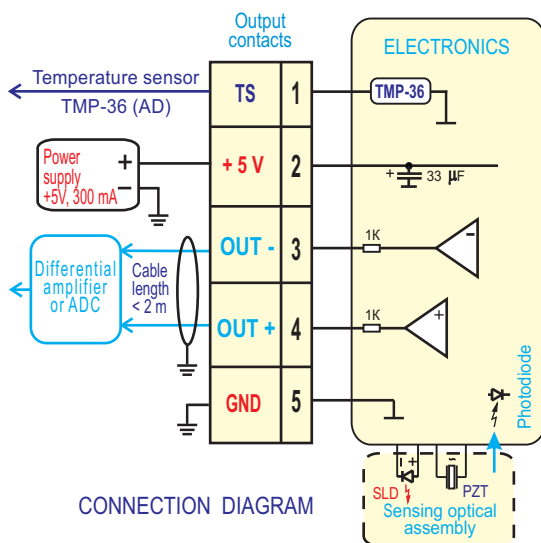 Output
contacts
ELECTRONICS
Temperature sensor
TMP-36 (AD)
TS
1
TMP-36
Power
supply
+5V, 300 mA
+
−
+ 5 V
2
+
33 μF
Differential
amplifier
or ADC
Cable
length
< 2 m
OUT -
3
1K
-
OUT +
4
1K
+
GND
5
Photodiode
- +
~
SLD
PZT
Sensing optical
assembly
CONNECTION DIAGRAM